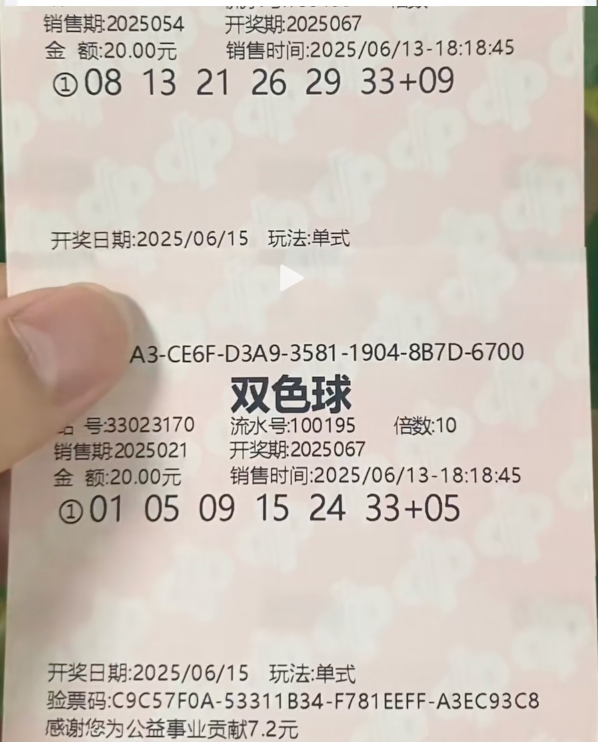 销售期:2025054 开奖期:2025067
金 额:20.00元 销售时间:2025/06/13-18:18:45
①08 13 21 26 29 33+09
开奖日期:2025/06/15 玩法:单式
A3-CE6F-D3A9-3581-1904-8B7D-6700
双色球
号:33023170 流水号:100195 倍数:10
销售期:2025021 开奖期:2025067
金 额:20.00元 销售时间:2025/06/13-18:18:45
①01 05 09 15 24 33+05
开奖日期:2025/06/15 玩法:单式
验票码:C9C57F0A-53311B34-F781EEFF-A3EC93C8
感谢您为公益事业贡献7.2元